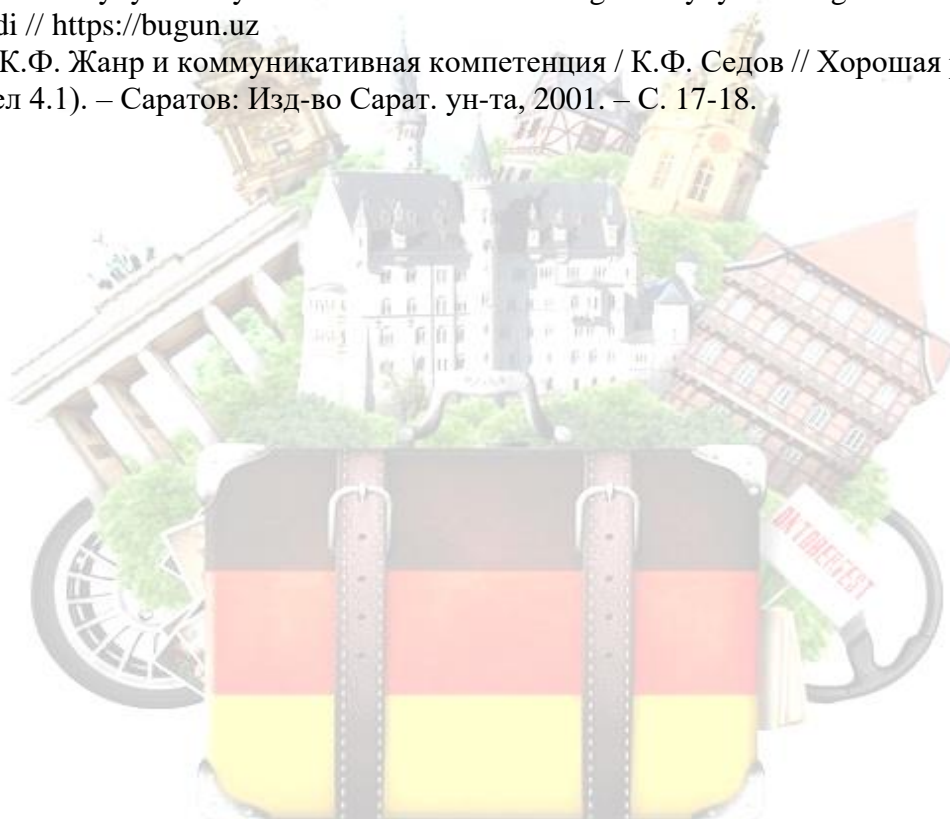 di // https://bugun.uz
К.Ф. Жанр и коммуникативная компетенция / К.Ф. Седов // Хорошая
ел 4.1). – Саратов: Изд-во Сарат. ун-та, 2001. – С. 17-18.
OKTOBERFEST